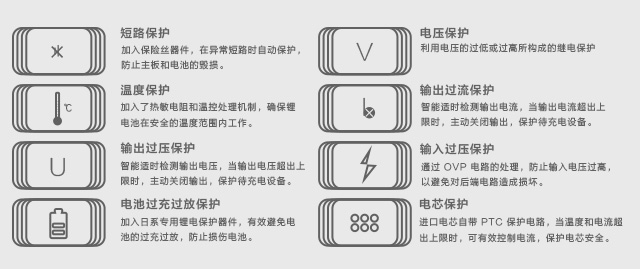 短路保护
加入保险丝器件，在异常短路时自动保护，
防止主板和电池的毁损。
电压保护
利用电压的过低或过高所构成的继电保护
V
温度保护
加入了热敏电阻和温控处理机制，确保锂
电池在安全的温度范围内工作。
℃
输出过流保护
智能适时检测输出电流，当输出电流超出上
限时，主动关闭输出，保护待充电设备。
输出过压保护
智能适时检测输出电压，当输出电压超出上
限时，主动关闭输出，保护待充电设备。
U
输入过压保护
通过 OVP 电路的处理，防止输入电压过高，
以避免对后端电路造成损坏。
电池过充过放保护
加入日系专用锂电保护器件，有效避免电
池的过充过放，防止损伤电池。
电芯保护
进口电芯自带 PTC 保护电路，当温度和电流超
出上限时，可有效控制电流，保护电芯安全。